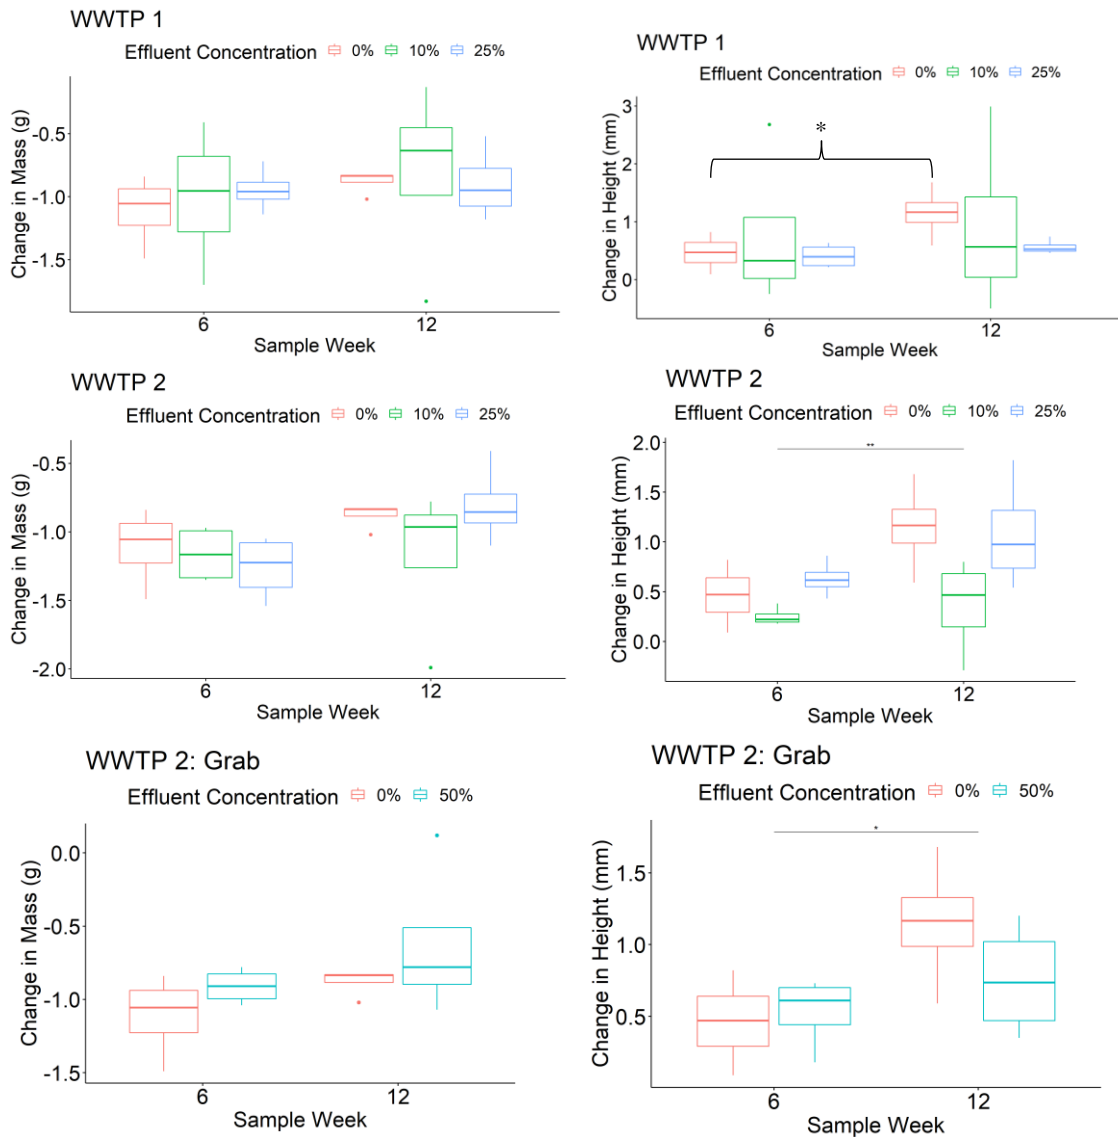 WWTP 1
Effluent Concentration 0% 10% 25%
Change in Mass (g)
-0.5
-1.0
-1.5
6
12
Sample Week
WWTP 1
Effluent Concentration 0% 10% 25%
Change in Height (mm)
3
2
1
0
*
6
12
Sample Week
WWTP 2
Effluent Concentration 0% 10% 25%
Change in Mass (g)
-0.5
-1.0
-1.5
-2.0
6
12
Sample Week
WWTP 2
Effluent Concentration 0% 10% 25%
Change in Height (mm)
2.0
1.5
1.0
0.5
0.0
**
6
12
Sample Week
WWTP 2: Grab
Effluent Concentration 0% 50%
Change in Mass (g)
0.0
-0.5
-1.0
-1.5
6
12
Sample Week
WWTP 2: Grab
Effluent Concentration 0% 50%
Change in Height (mm)
1.5
1.0
0.5
*
6
12
Sample Week